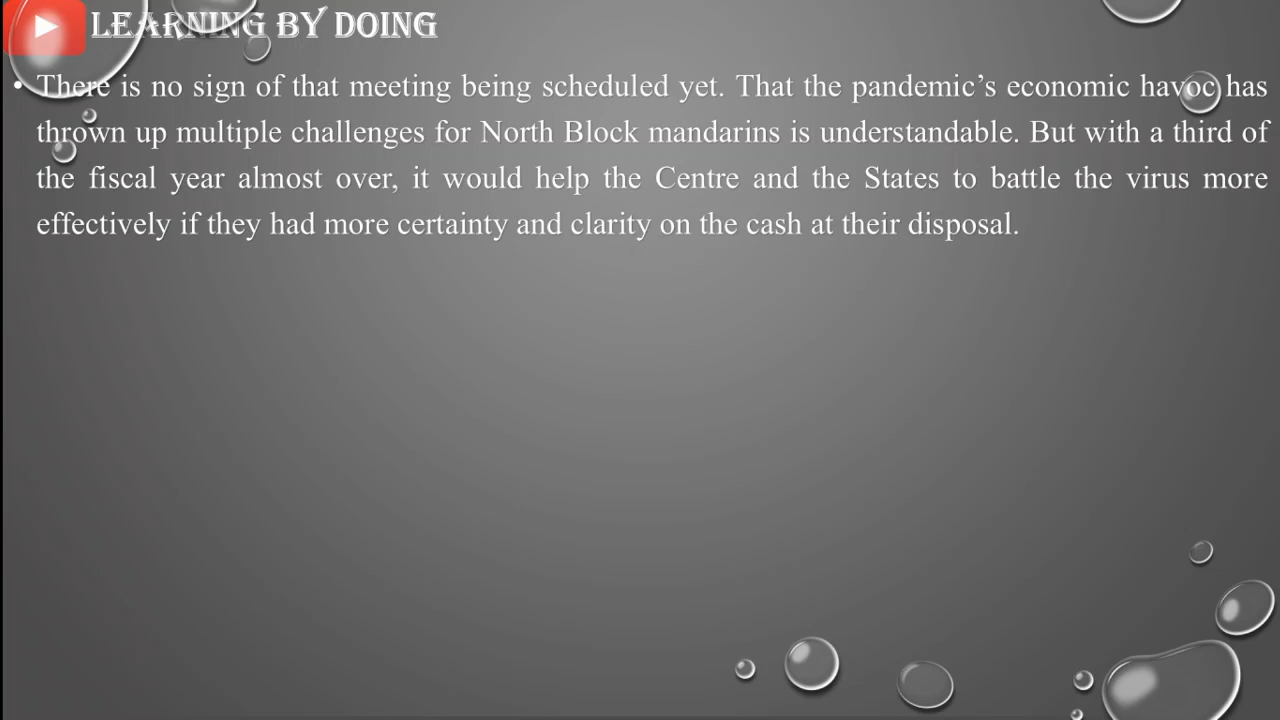 LEARNING BY DOING
• There is no sign of that meeting being scheduled yet. That the pandemic’s economic havoc has
thrown up multiple challenges for North Block mandarins is understandable. But with a third of
the fiscal year almost over, it would help the Centre and the States to battle the virus more
effectively if they had more certainty and clarity on the cash at their disposal.